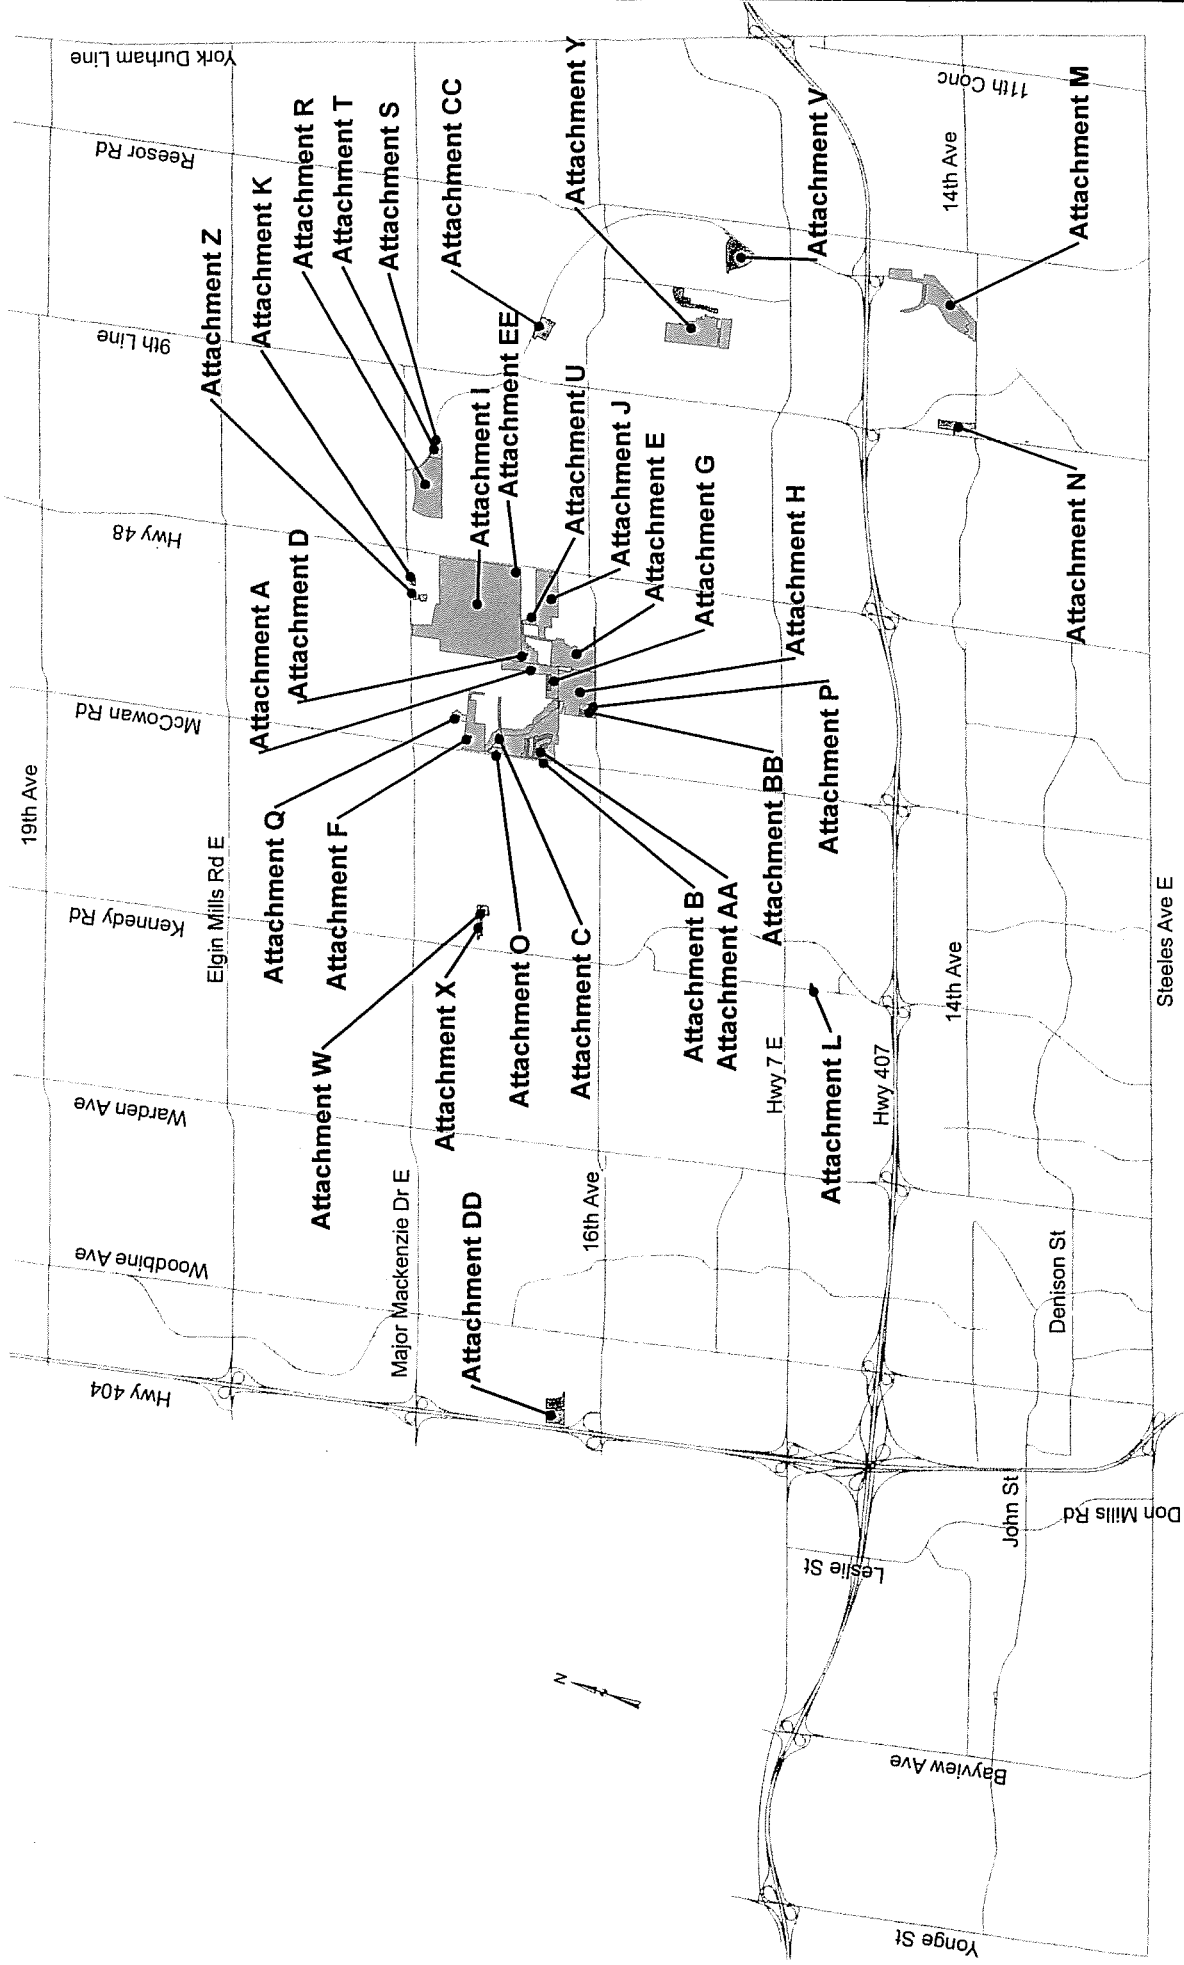 19th Ave
Elgin Mills Rd E
Major Mackenzie Dr E
16th Ave
Hwy 7 E
Hwy 407
14th Ave
14th Ave
Denison St
John St
Steeles Ave E
Yonge St
Bayview Ave
Leslie St
Don Mills Rd
Hwy 404
Woodbine Ave
Warden Ave
Kennedy Rd
McCowan Rd
Hwy 48
9th Line
Reesor Rd
York Durham Line
11th Conc
N
Attachment Z
Attachment K
Attachment R
Attachment T
Attachment S
Attachment CC
Attachment Y
Attachment V
Attachment M
Attachment A
Attachment D
Attachment I
Attachment EE
Attachment U
Attachment J
Attachment E
Attachment G
Attachment H
Attachment N
Attachment Q
Attachment F
Attachment W
Attachment X
Attachment O
Attachment C
Attachment B
Attachment AA
Attachment BB
Attachment P
Attachment L
Attachment DD